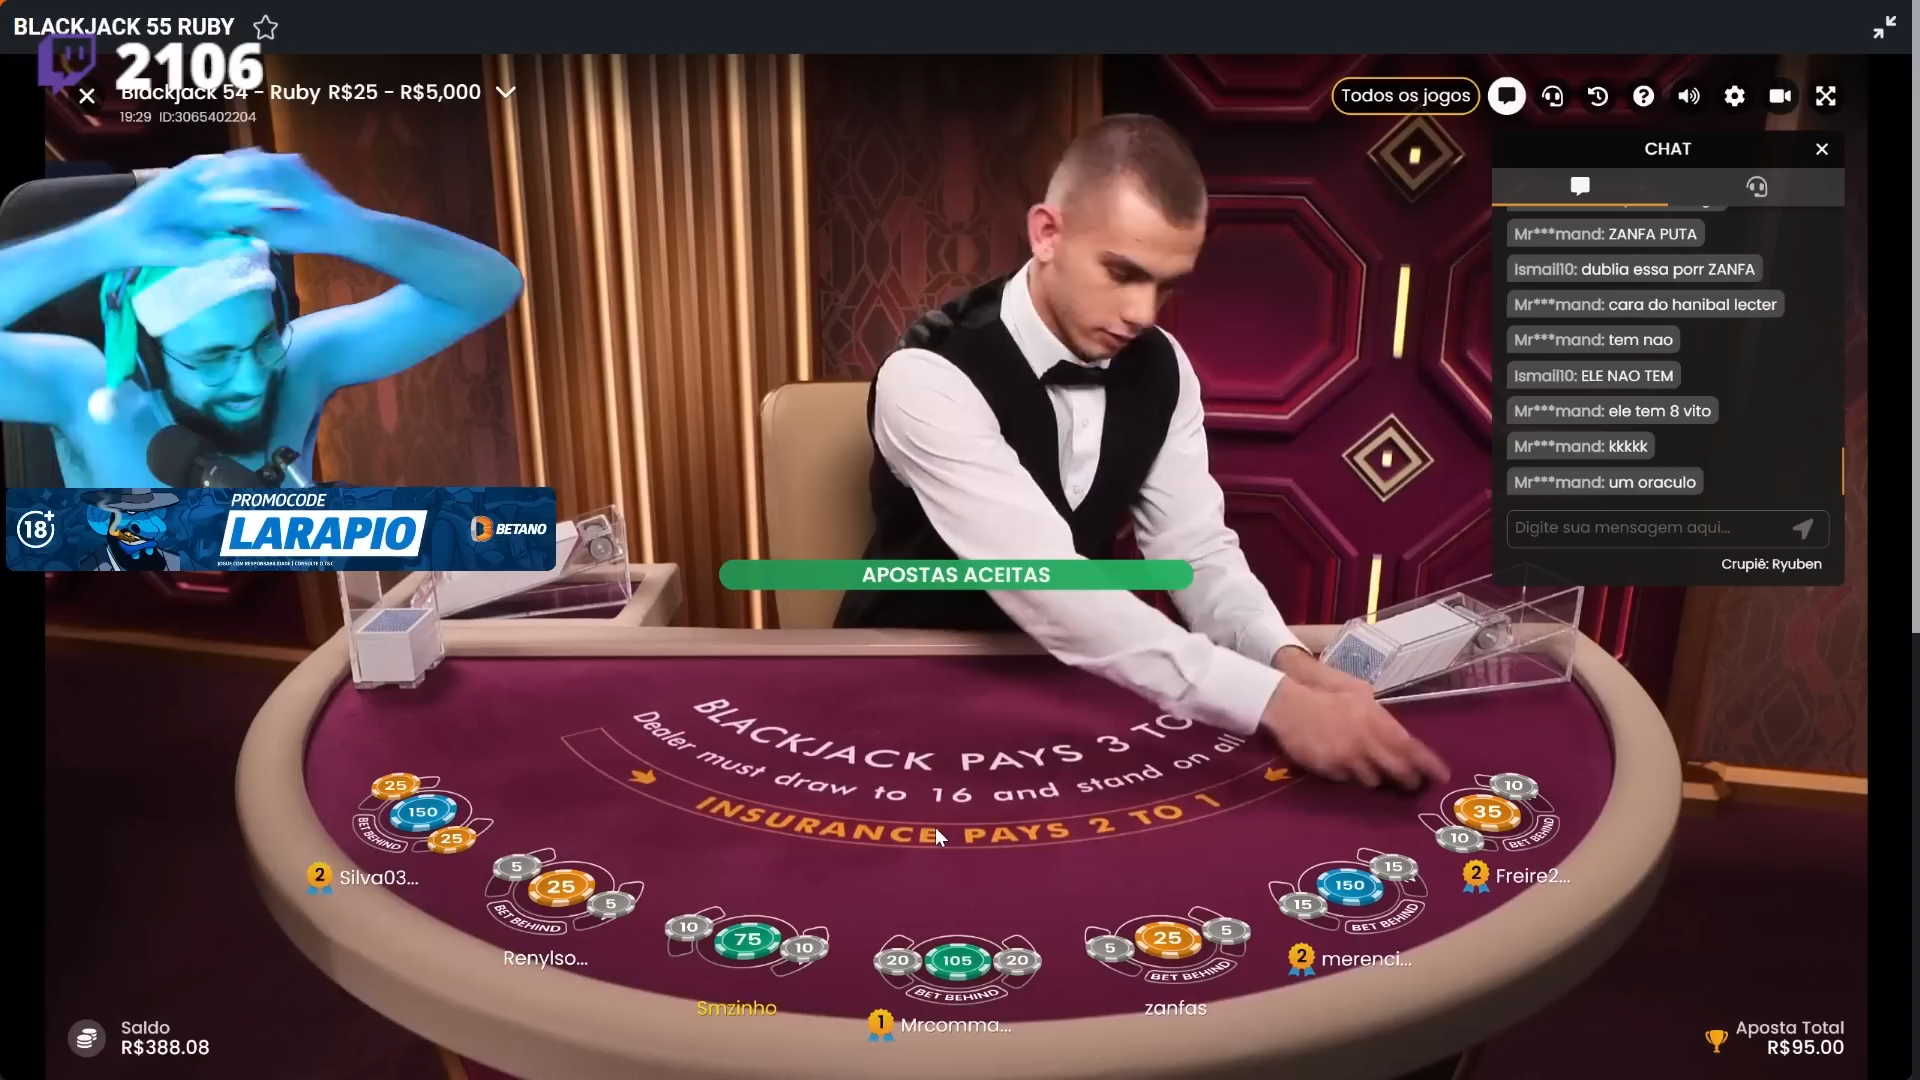 BLACKJACK 55 RUBY
2106
Blackjack 54 - Ruby R$25 - R$5,000
19:29 ID:3065402204
Todos os jogos
CHAT
Mr***mand: ZANFA PUTA
Ismail10: dublia essa porr ZANFA
Mr***mand: cara do hanibal lecter
Mr***mand: tem nao
Ismail10: ELE NAO TEM
Mr***mand: ele tem 8 vito
Mr***mand: kkkkk
Mr***mand: um oraculo
Digite sua mensagem aqui...
Crupiê: Ryuben
18+
PROMOCODE
LARAPIO
BETANO
JOGUE COM RESPONSABILIDADE | CONSULTE O T&C
APOSTAS ACEITAS
BLACKJACK PAYS 3 TO
Dealer must draw to 16 and stand on all
INSURANCE PAYS 2 TO 1
25
150
25
BET BEHIND
2 Silva03...
5
25
5
BET BEHIND
Renylso...
10
75
10
Smzinho
20
105
20
BET BEHIND
1 Mrcomma...
5
25
5
BET BEHIND
zanfas
15
150
15
BET BEHIND
2 merenci...
10
35
10
BET BEHIND
2 Freire2...
Saldo
R$388.08
Aposta Total
R$95.00